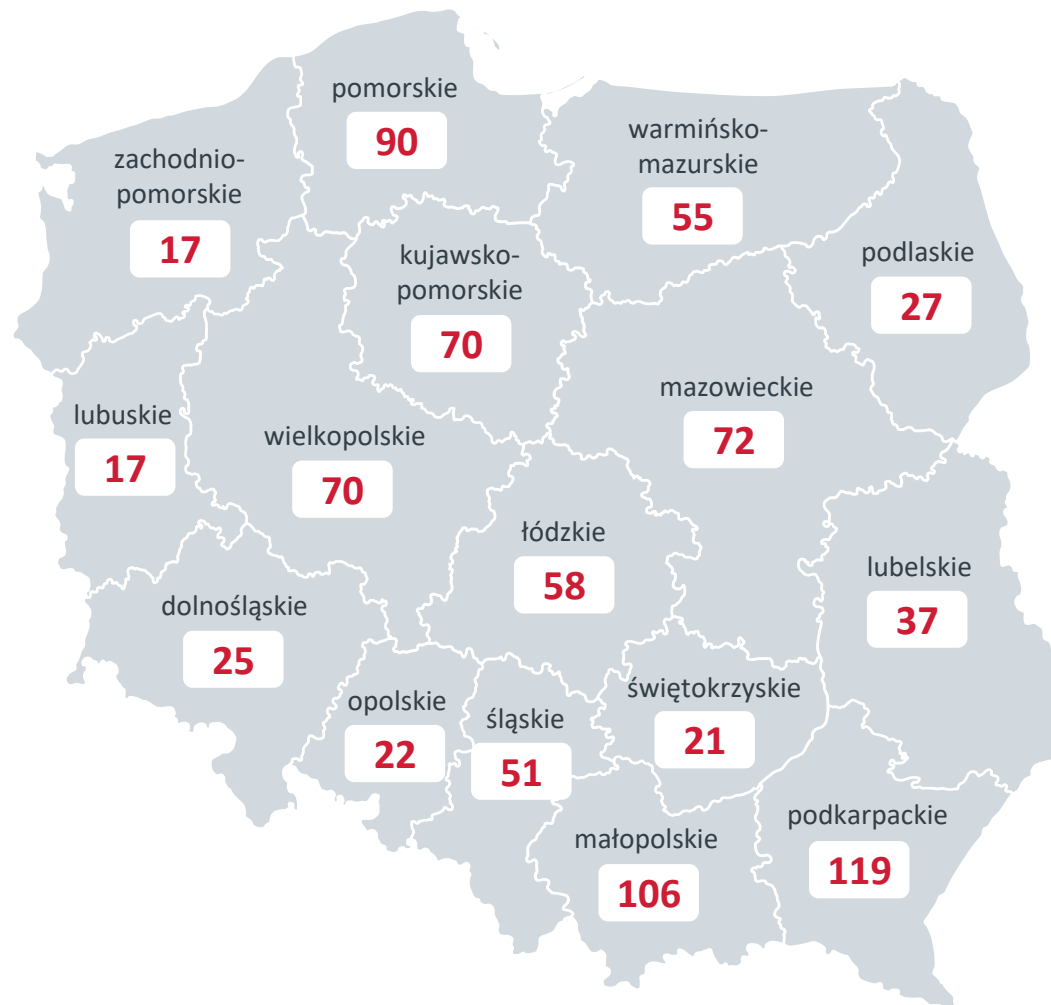 pomorskie
90
warmińsko-
mazurskie
55
zachodnio-
pomorskie
17
kujawsko-
pomorskie
70
podlaskie
27
mazowieckie
72
lubuskie
17
wielkopolskie
70
łódzkie
58
lubelskie
37
dolnośląskie
25
opolskie
22
śląskie
51
świętokrzyskie
21
małopolskie
106
podkarpackie
119